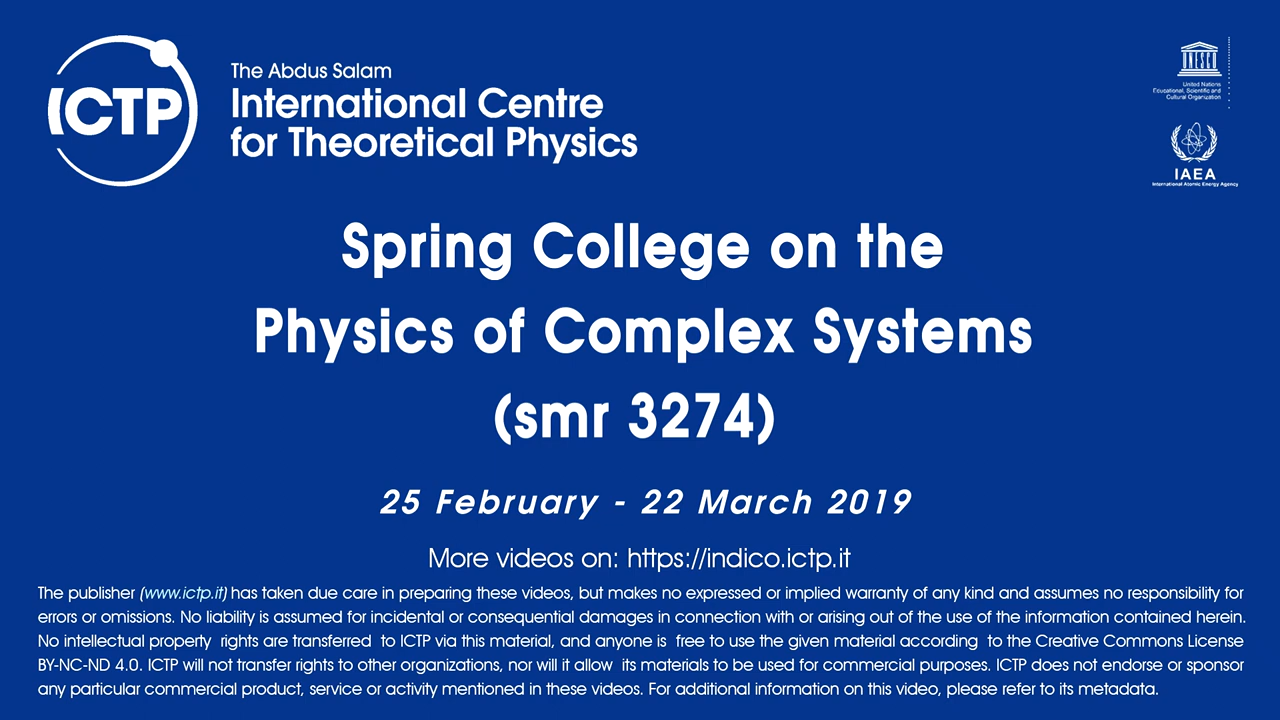 ICTP
The Abdus Salam
International Centre
for Theoretical Physics
UNESCO
United Nations
Educational, Scientific and
Cultural Organization
IAEA
International Atomic Energy Agency
Spring College on the
Physics of Complex Systems
(smr 3274)
25 February - 22 March 2019
More videos on: https://indico.ictp.it
The publisher (www.ictp.it) has taken due care in preparing these videos, but makes no expressed or implied warranty of any kind and assumes no responsibility for
errors or omissions. No liability is assumed for incidental or consequential damages in connection with or arising out of the use of the information contained herein.
No intellectual property rights are transferred to ICTP via this material, and anyone is free to use the given material according to the Creative Commons License
BY-NC-ND 4.0. ICTP will not transfer rights to other organizations, nor will it allow its materials to be used for commercial purposes. ICTP does not endorse or sponsor
any particular commercial product, service or activity mentioned in these videos. For additional information on this video, please refer to its metadata.